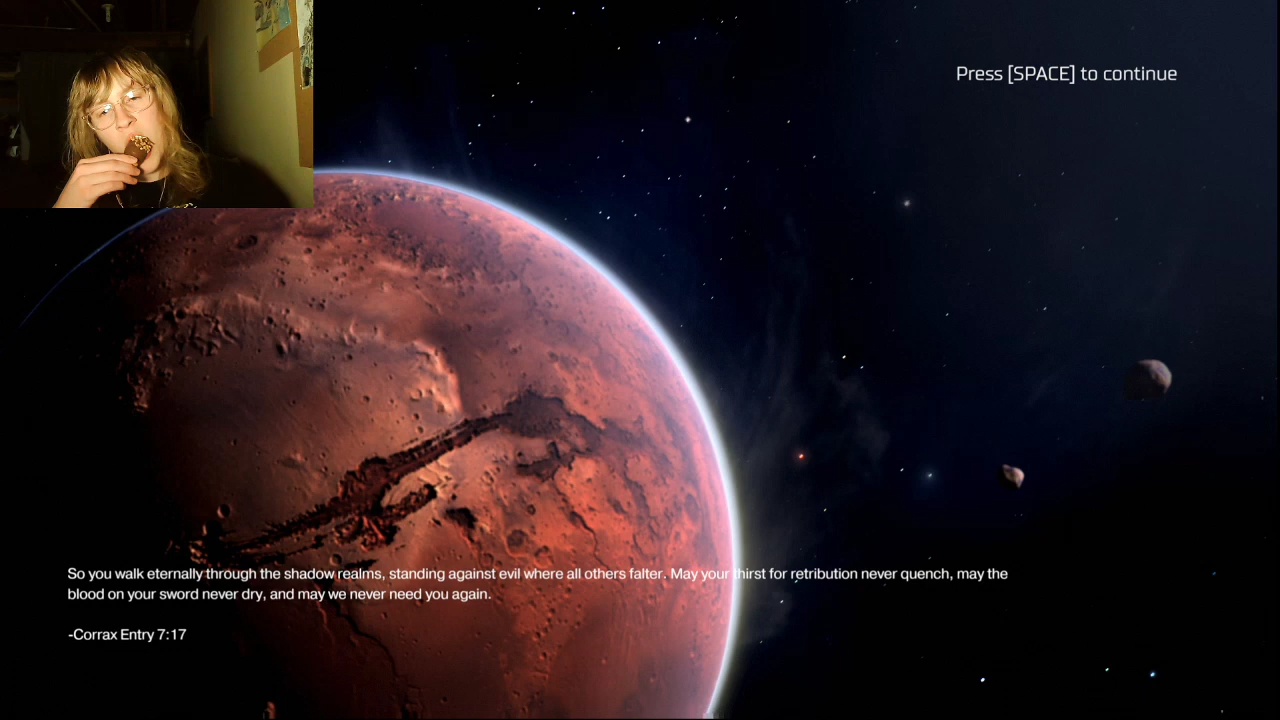 Press [SPACE] to continue
So you walk eternally through the shadow realms, standing against evil where all others falter. May your thirst for retribution never quench, may the
blood on your sword never dry, and may we never need you again.
-Corrax Entry 7:17